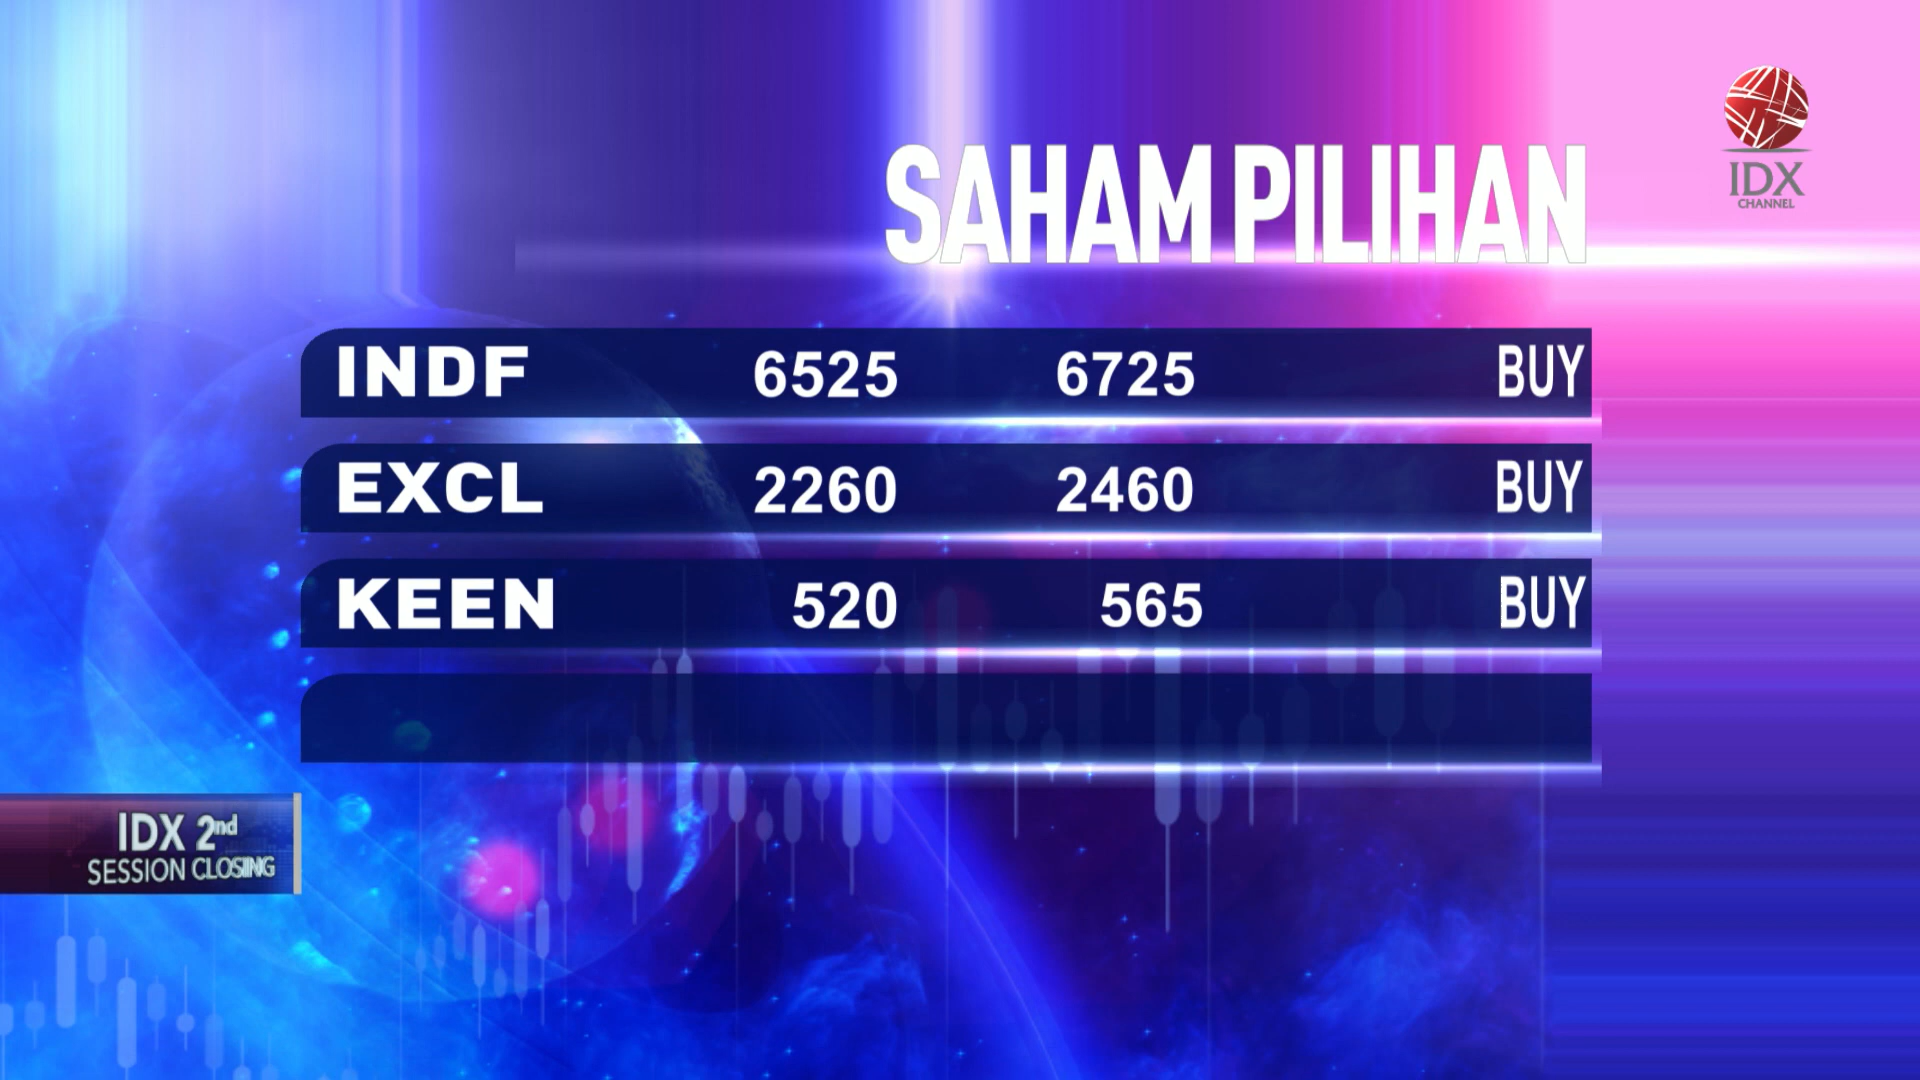 SAHAM PILIHAN
IDX
CHANNEL
INDF 6525 6725 BUY
EXCL 2260 2460 BUY
KEEN 520 565 BUY
IDX 2nd
SESSION CLOSING